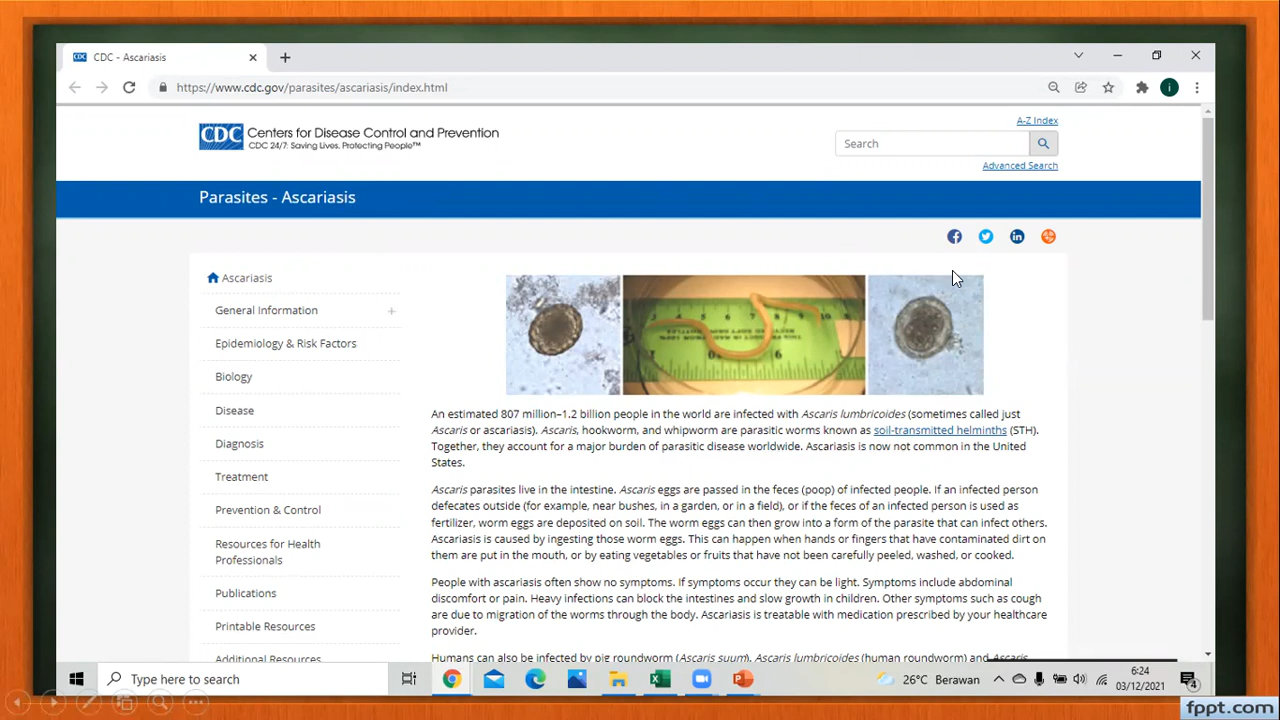 CDC - Ascariasis
https://www.cdc.gov/parasites/ascariasis/index.html
i
A-Z Index
CDC Centers for Disease Control and Prevention
CDC 24/7: Saving Lives, Protecting People™
Search
Advanced Search
Parasites - Ascariasis
Ascariasis
General Information
Epidemiology & Risk Factors
Biology
Disease
Diagnosis
Treatment
Prevention & Control
Resources for Health
Professionals
Publications
Printable Resources
Additional Resources
An estimated 807 million–1.2 billion people in the world are infected with Ascaris lumbricoides (sometimes called just
Ascaris or ascariasis). Ascaris, hookworm, and whipworm are parasitic worms known as soil-transmitted helminths (STH).
Together, they account for a major burden of parasitic disease worldwide. Ascariasis is now not common in the United
States.
Ascaris parasites live in the intestine. Ascaris eggs are passed in the feces (poop) of infected people. If an infected person
defecates outside (for example, near bushes, in a garden, or in a field), or if the feces of an infected person is used as
fertilizer, worm eggs are deposited on soil. The worm eggs can then grow into a form of the parasite that can infect others.
Ascariasis is caused by ingesting those worm eggs. This can happen when hands or fingers that have contaminated dirt on
them are put in the mouth, or by eating vegetables or fruits that have not been carefully peeled, washed, or cooked.
People with ascariasis often show no symptoms. If symptoms occur they can be light. Symptoms include abdominal
discomfort or pain. Heavy infections can block the intestines and slow growth in children. Other symptoms such as cough
are due to migration of the worms through the body. Ascariasis is treatable with medication prescribed by your healthcare
provider.
Humans can also be infected by pig roundworm (Ascaris suum). Ascaris lumbricoides (human roundworm) and Ascaris
Type here to search
26°C Berawan
6:24
03/12/2021
4
fppt.com